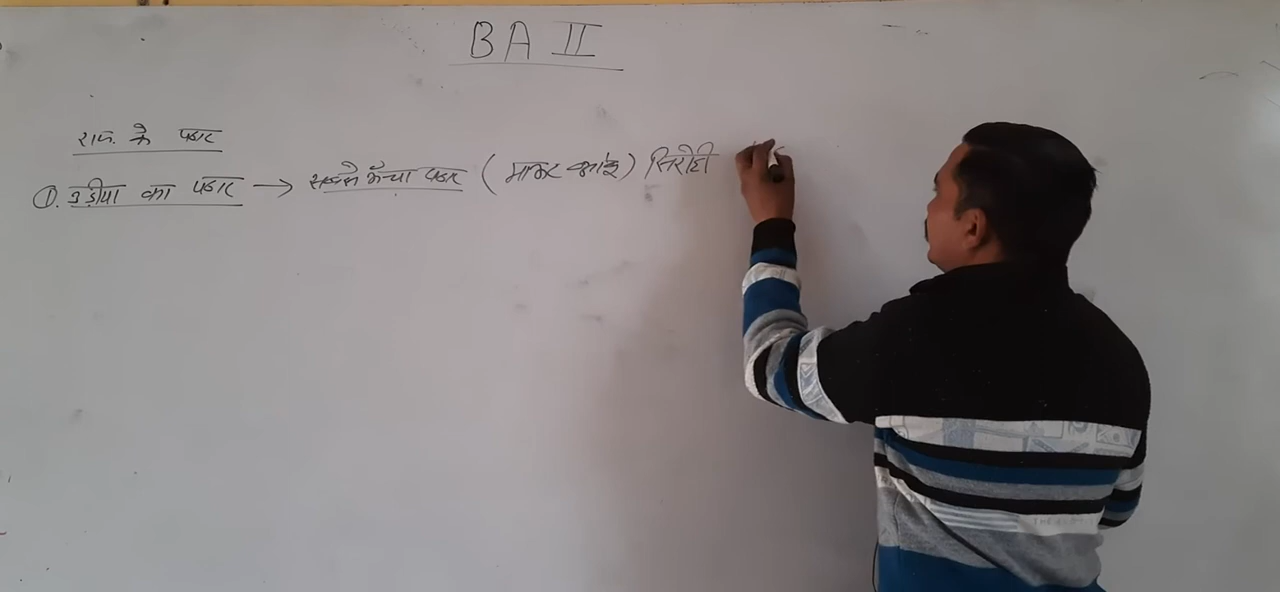 BA II
राज. के पठार
①. उड़ीया का पठार → सबसे ऊँचा पठार (माऊंट आबू) सिरोही